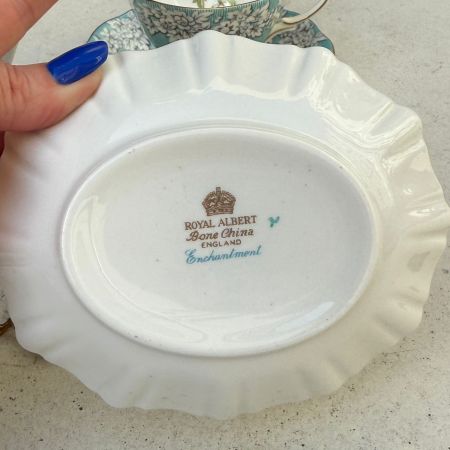 ROYAL ALBERT
Bone China
ENGLAND
Enchantment